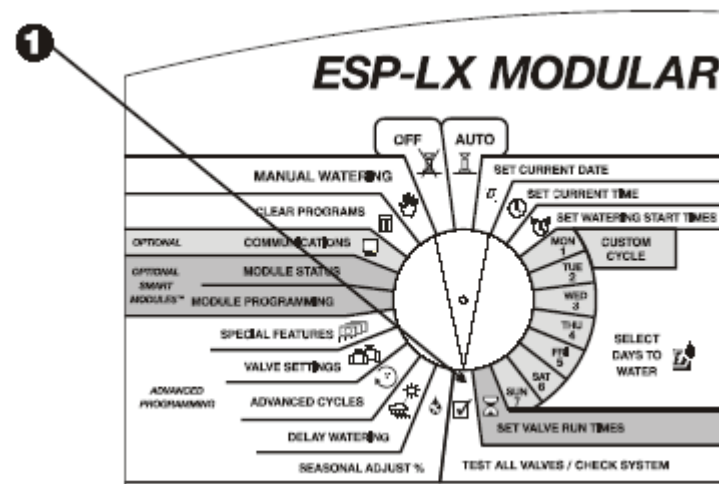 1
ESP-LX MODULAR
OFF
AUTO
MANUAL WATERING
SET CURRENT DATE
CLEAR PROGRAMS
SET CURRENT TIME
SET WATERING START TIMES
OPTIONAL
COMMUNICATIONS
MON
1
CUSTOM
CYCLE
OPTIONAL
SMART
MODULES™
MODULE STATUS
TUE
2
MODULE PROGRAMMING
WED
3
SPECIAL FEATURES
THU
4
SELECT
DAYS TO
WATER
VALVE SETTINGS
FRI
5
ADVANCED
PROGRAMMING
ADVANCED CYCLES
SAT
6
SUN
7
DELAY WATERING
SET VALVE RUN TIMES
SEASONAL ADJUST %
TEST ALL VALVES / CHECK SYSTEM